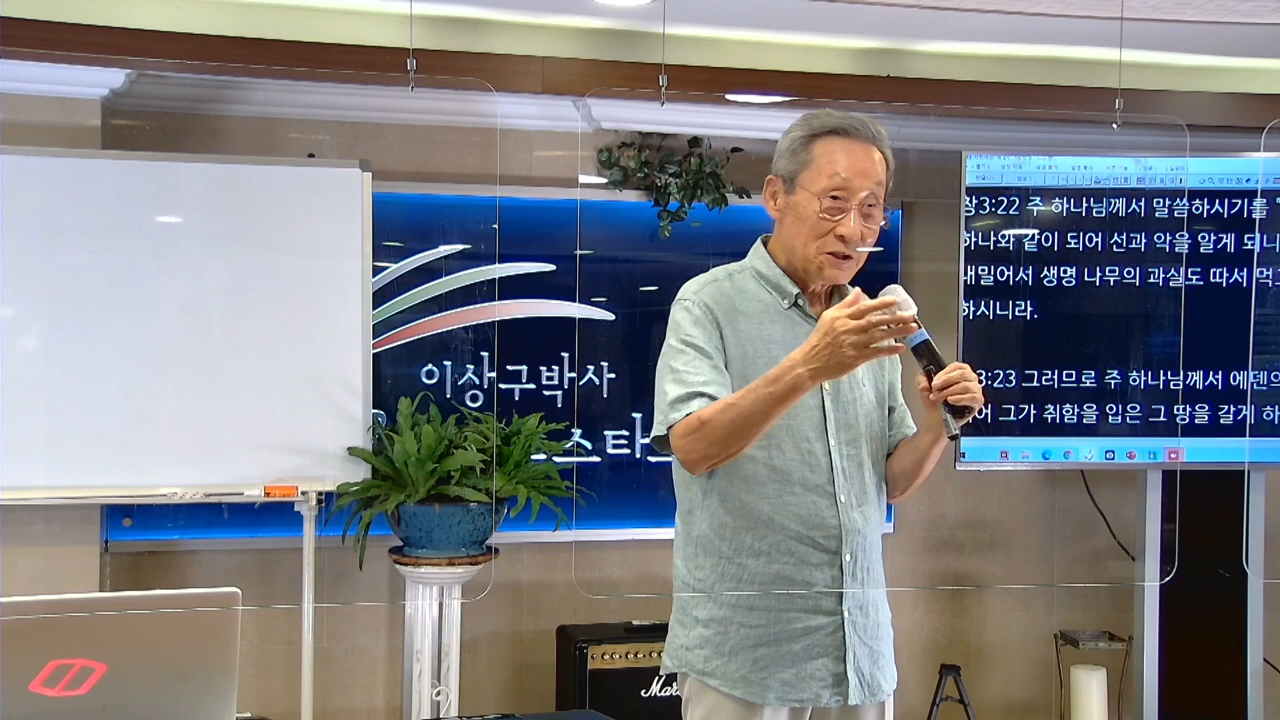 이상구박사
스타
창3:22 주 하나님께서 말씀하시기를 "
하나와 같이 되어 선과 악을 알게 되니
내밀어서 생명 나무의 과실도 따서 먹고
하시니라.
3:23 그러므로 주 하나님께서 에덴으
어 그가 취함을 입은 그 땅을 갈게 하
Mar